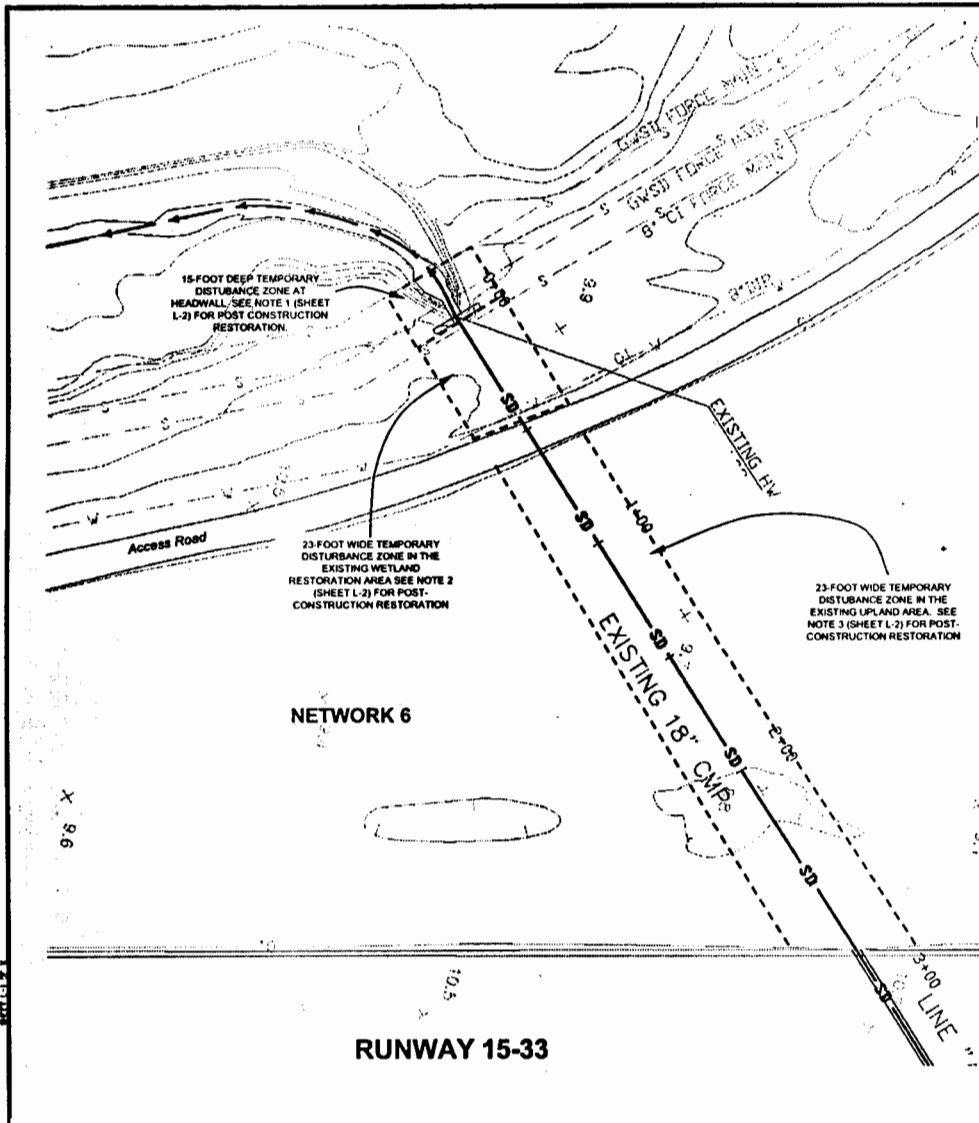 GWSD FORCE MAIN
GWSD FORCE MAIN
8" CI FORCE MAIN
S
S
S
S
S
S
15-FOOT DEEP TEMPORARY
DISTUBANCE ZONE AT
HEADWALL, SEE NOTE 1 (SHEET
L-2) FOR POST CONSTRUCTION
RESTORATION.
0+00
9.9
SD
EXISTING HW
W
W
Access Road
23-FOOT WIDE TEMPORARY
DISTURBANCE ZONE IN THE
EXISTING WETLAND
RESTORATION AREA SEE NOTE 2
(SHEET L-2) FOR POST-
CONSTRUCTION RESTORATION
SD
1+00
23-FOOT WIDE TEMPORARY
DISTUBANCE ZONE IN THE
EXISTING UPLAND AREA. SEE
NOTE 3 (SHEET L-2) FOR POST-
CONSTRUCTION RESTORATION
SD
EXISTING 18" CMP
NETWORK 6
2+00
SD
X 9.6
SD
10.5
3+00
SD
LINE
RUNWAY 15-33